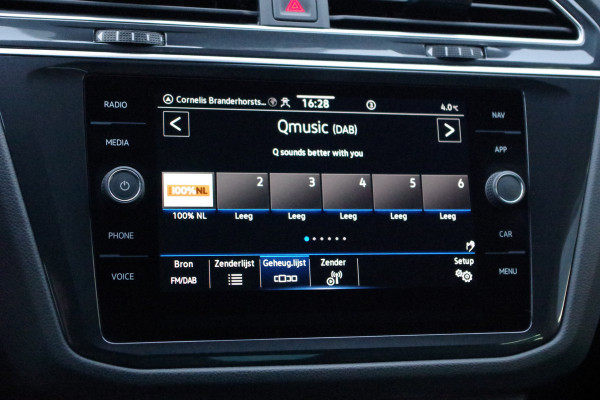 RADIO
MEDIA
PHONE
VOICE
Cornelis Branderhorsts... 16:28 4.0°C
Qmusic (DAB)
Q sounds better with you
100%NL 2 3 4 5 6
100% NL Leeg Leeg Leeg Leeg Leeg
Bron Zenderlijst Geheug.lijst Zender Setup
FM/DAB
NAV
APP
CAR
MENU